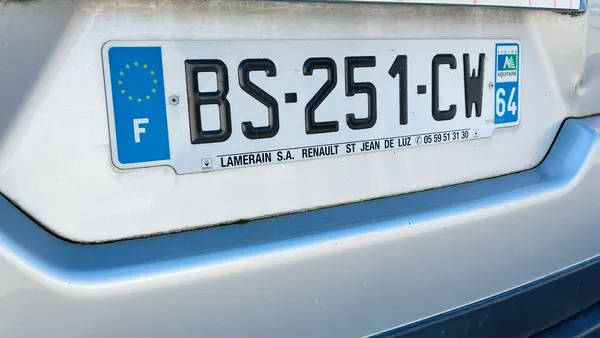 F
BS-251-CW
AQUITAINE
64
LAMERAIN S.A. RENAULT ST JEAN DE LUZ ✆ 05 59 51 31 30